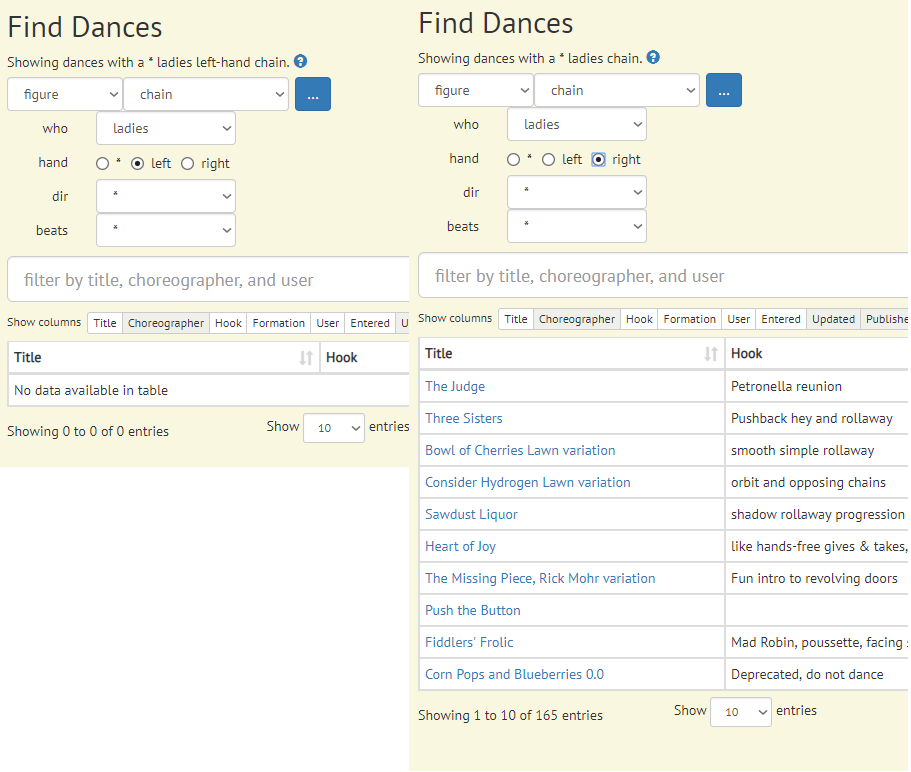 Find Dances
Showing dances with a * ladies left-hand chain. ?
figure chain ...
who ladies
hand * left right
dir *
beats *
filter by title, choreographer, and user
Show columns Title Choreographer Hook Formation User Entered U
Title Hook
No data available in table
Showing 0 to 0 of 0 entries Show 10 entries
Find Dances
Showing dances with a * ladies chain. ?
figure chain ...
who ladies
hand * left right
dir *
beats *
filter by title, choreographer, and user
Show columns Title Choreographer Hook Formation User Entered Updated Publishe
Title Hook
The Judge Petronella reunion
Three Sisters Pushback hey and rollaway
Bowl of Cherries Lawn variation smooth simple rollaway
Consider Hydrogen Lawn variation orbit and opposing chains
Sawdust Liquor shadow rollaway progression
Heart of Joy like hands-free gives & takes,
The Missing Piece, Rick Mohr variation Fun intro to revolving doors
Push the Button
Fiddlers' Frolic Mad Robin, poussette, facing
Corn Pops and Blueberries 0.0 Deprecated, do not dance
Showing 1 to 10 of 165 entries Show 10 entries